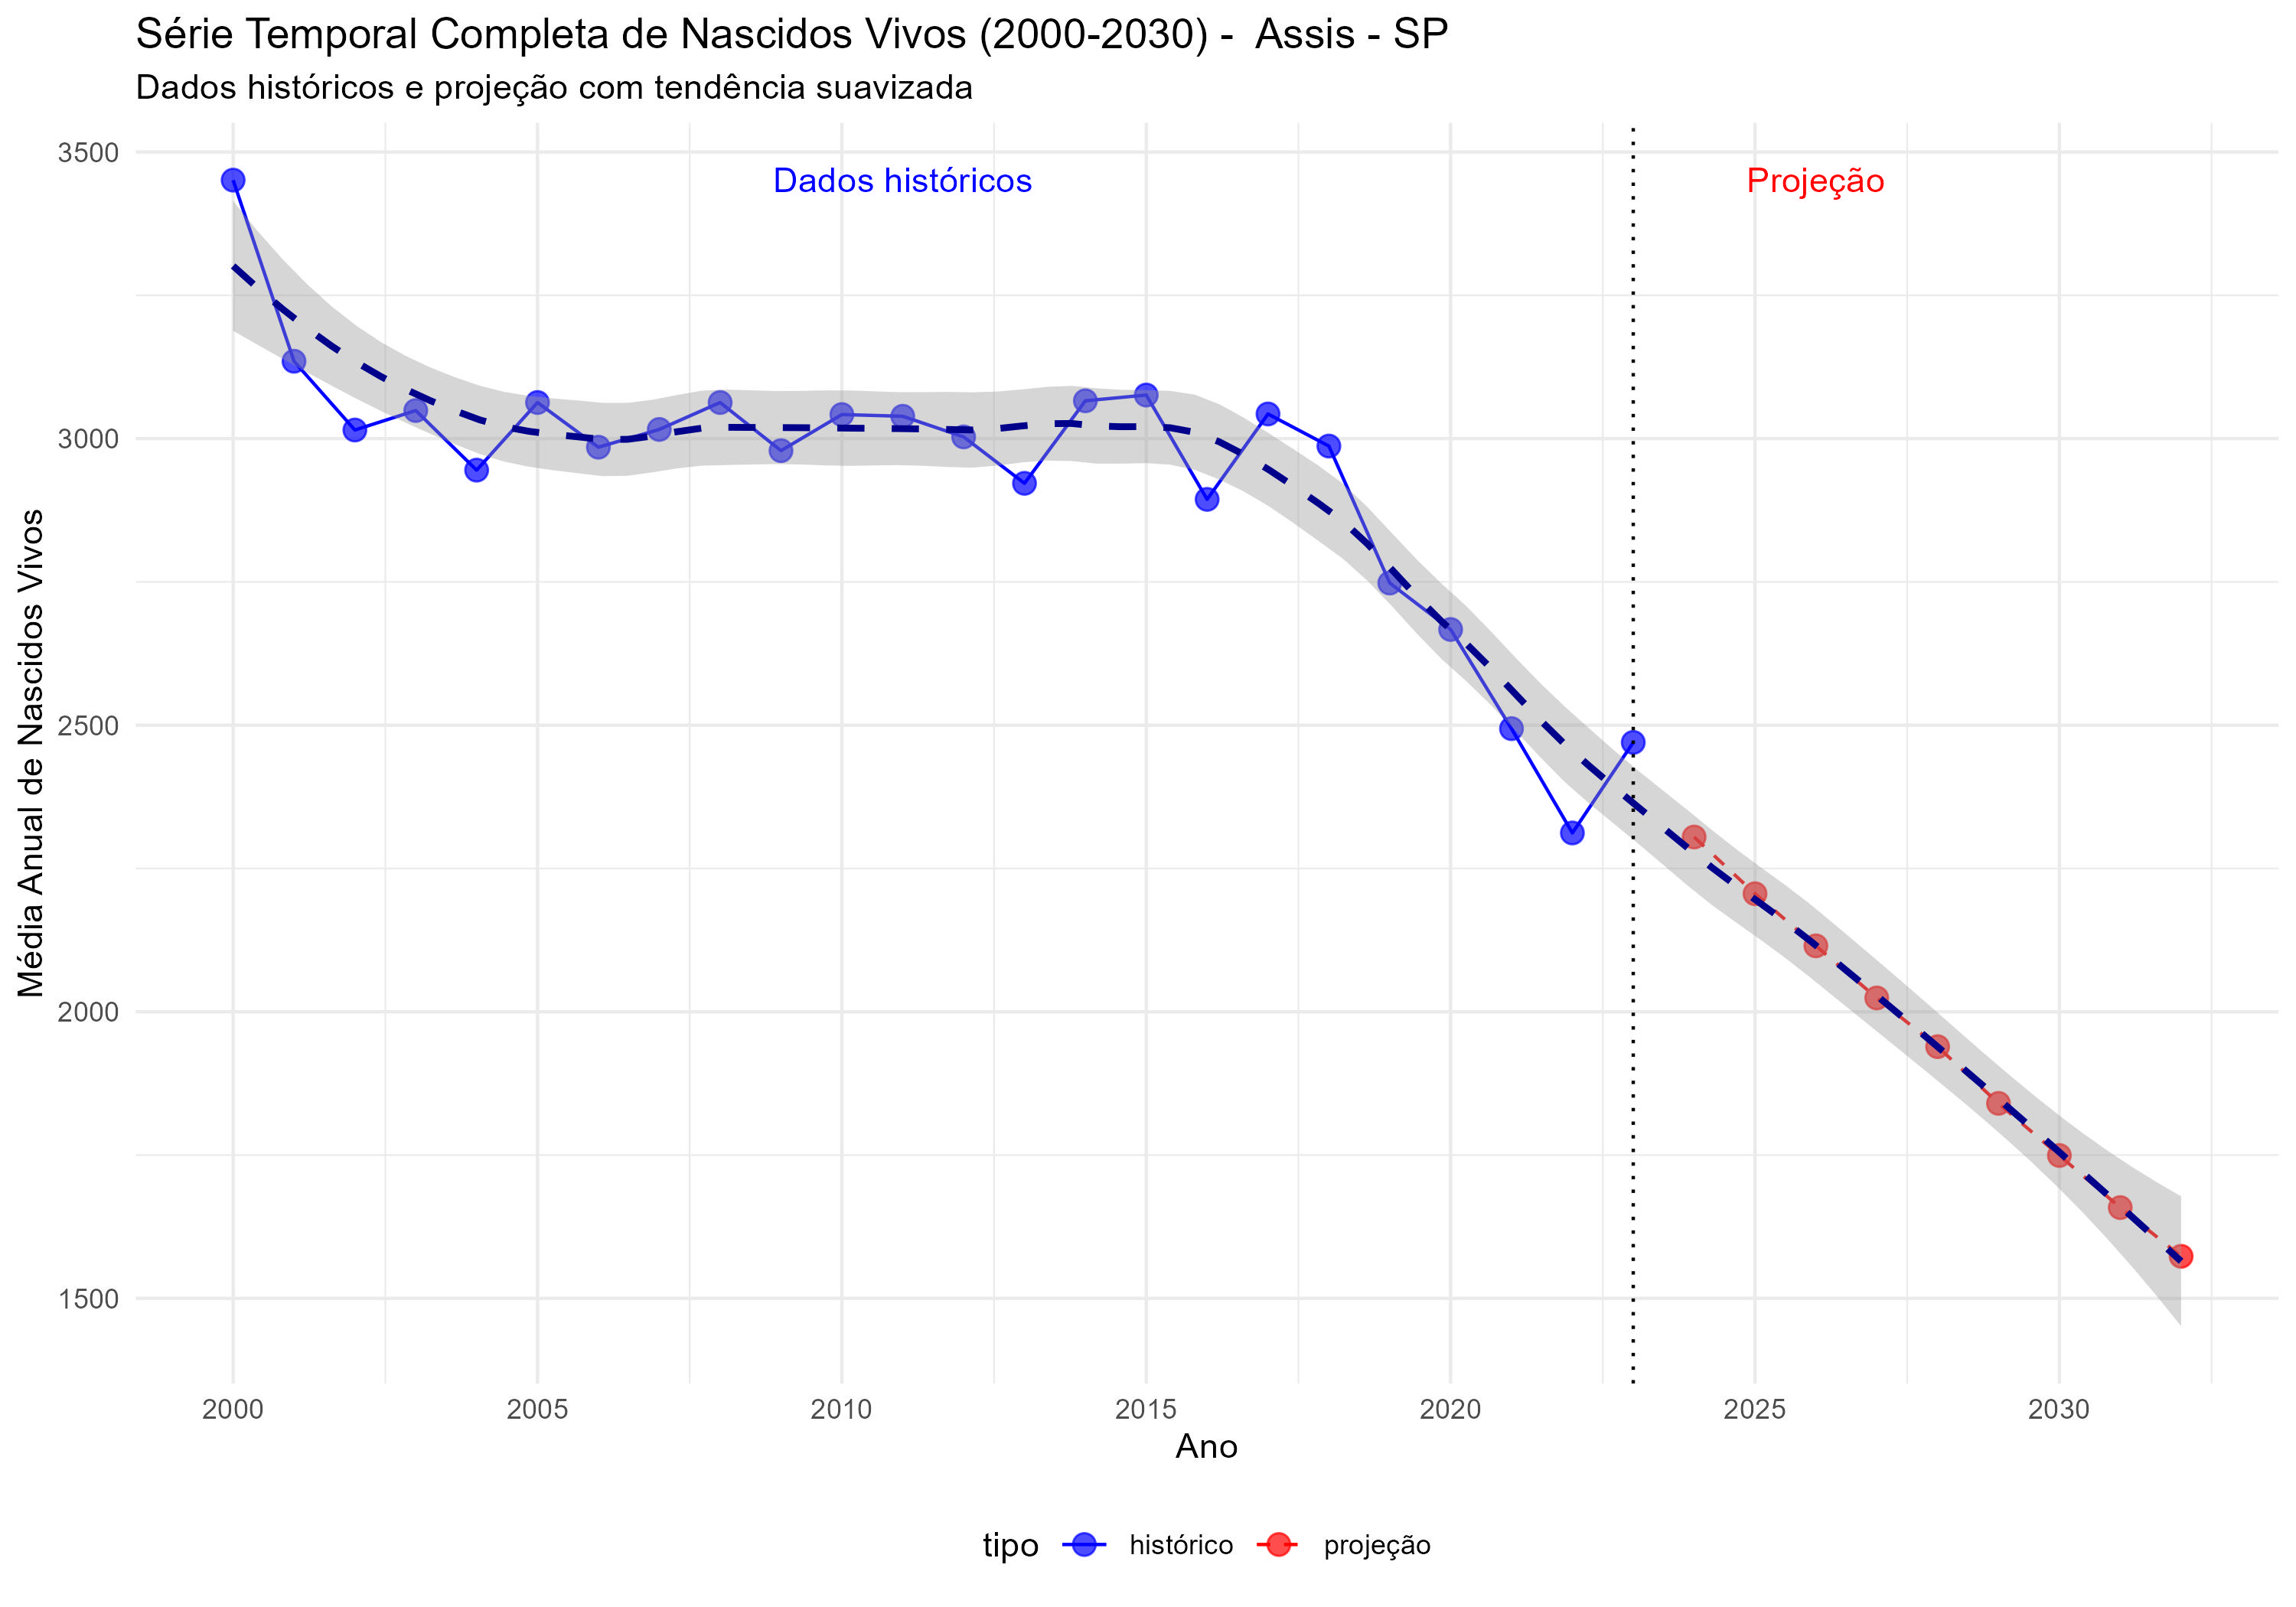 Série Temporal Completa de Nascidos Vivos (2000-2030) -  Assis - SP
Dados históricos e projeção com tendência suavizada
Média Anual de Nascidos Vivos
3500
3000
2500
2000
1500
Dados históricos
Projeção
2000
2005
2010
2015
2020
2025
2030
Ano
tipo
histórico
projeção